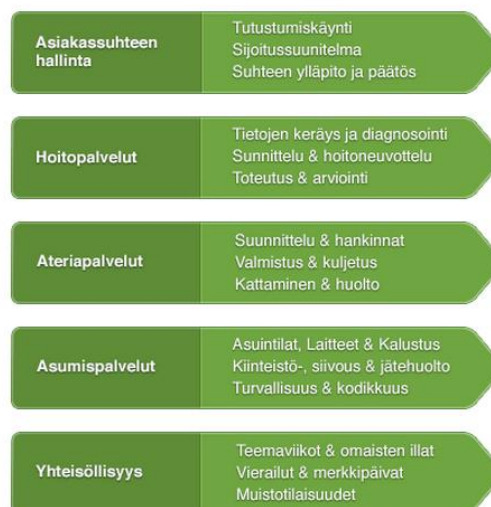 Asiakassuhteen
hallinta
Tutustumiskäynti
Sijoitussuunitelma
Suhteen ylläpito ja päätös
Hoitopalvelut
Tietojen keräys ja diagnosointi
Sunnittelu & hoitoneuvottelu
Toteutus & arviointi
Ateriapalvelut
Suunnittelu & hankinnat
Valmistus & kuljetus
Kattaminen & huolto
Asumispalvelut
Asuintilat, Laitteet & Kalustus
Kiinteistö-, siivous & jätehuolto
Turvallisuus & kodikkuus
Yhteisöllisyys
Teemaviikot & omaisten illat
Vierailut & merkkipäivat
Muistotilaisuudet